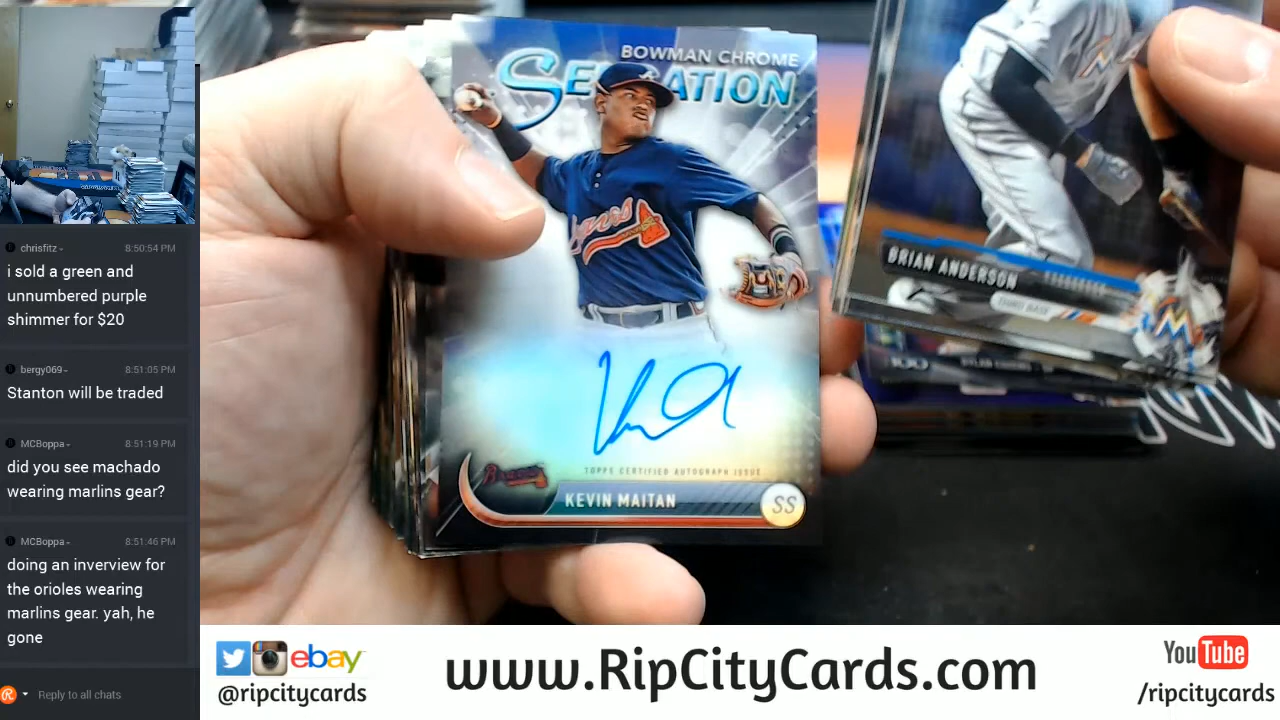 chrisfitz
8:50:54 PM
i sold a green and
unnumbered purple
shimmer for $20
bergy069
8:51:05 PM
Stanton will be traded
MCBoppa
8:51:19 PM
did you see machado
wearing marlins gear?
MCBoppa
8:51:46 PM
doing an inverview for
the orioles wearing
marlins gear. yah, he
gone
Reply to all chats
BOWMAN CHROME
TOPPS CERTIFIED AUTOGRAPH ISSUE
Braves
KEVIN MAITAN
SS
BRIAN ANDERSON
THIRD BASE
100
ebay
@ripcitycards
www.RipCityCards.com
YouTube
/ripcitycards